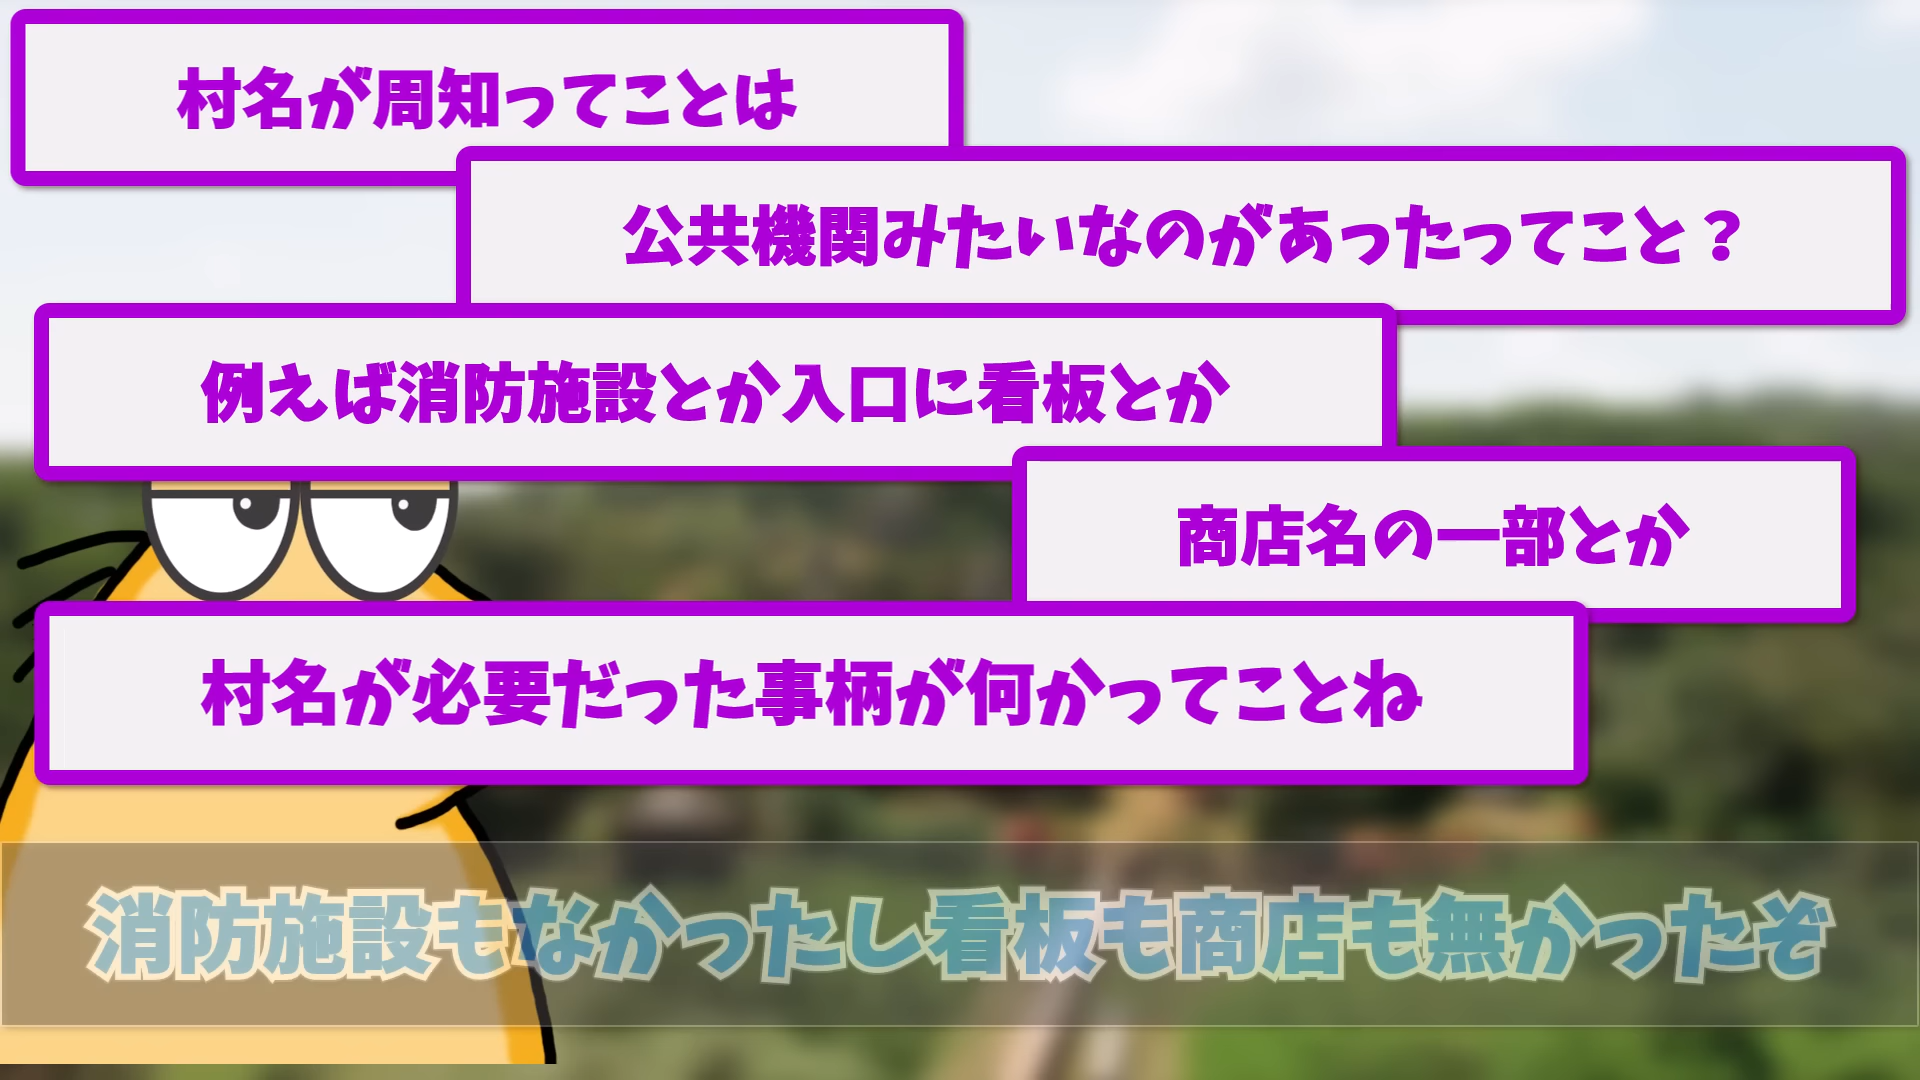 村名が周知ってことは
公共機関みたいなのがあったってこと？
例えば消防施設とか入口に看板とか
商店名の一部とか
村名が必要だった事柄が何かってことね
消防施設もなかったし看板も商店も無かったぞ